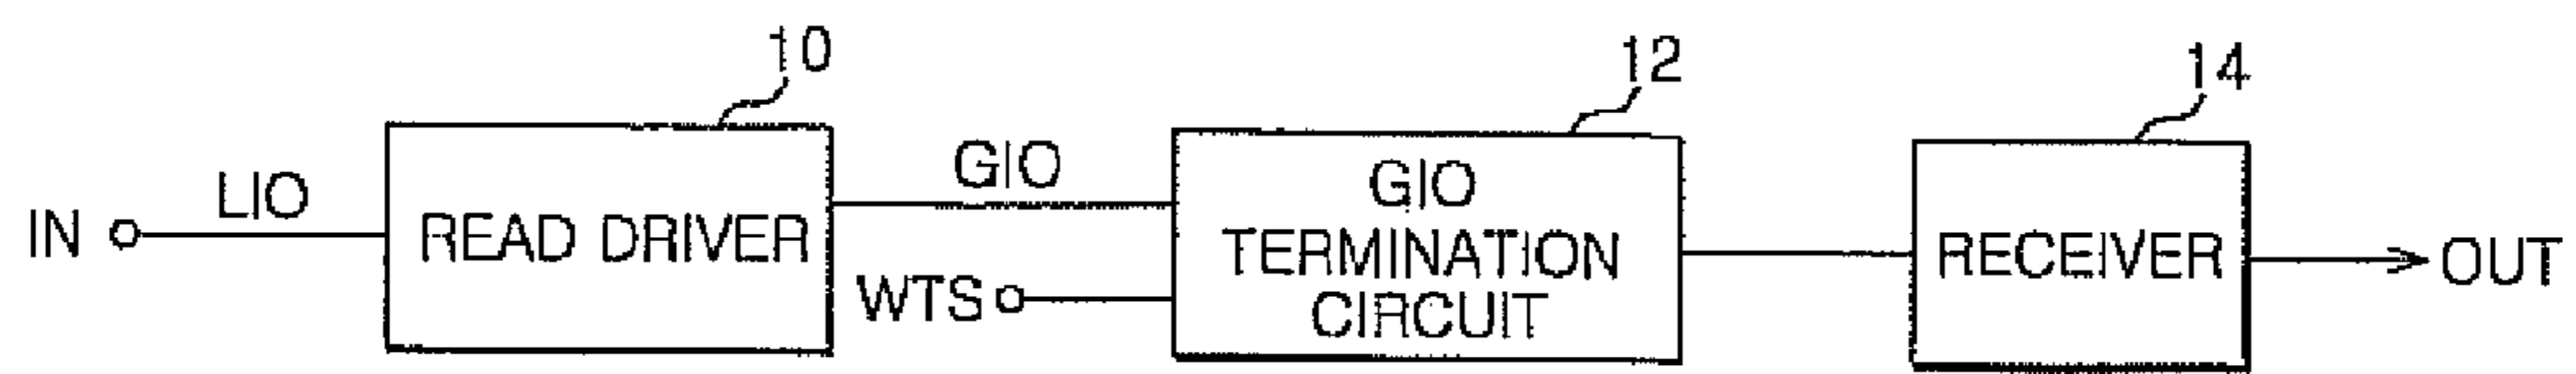 10
12
14
IN
LIO
READ DRIVER
GIO
WTS
GIO
TERMINATION
CIRCUIT
RECEIVER
OUT